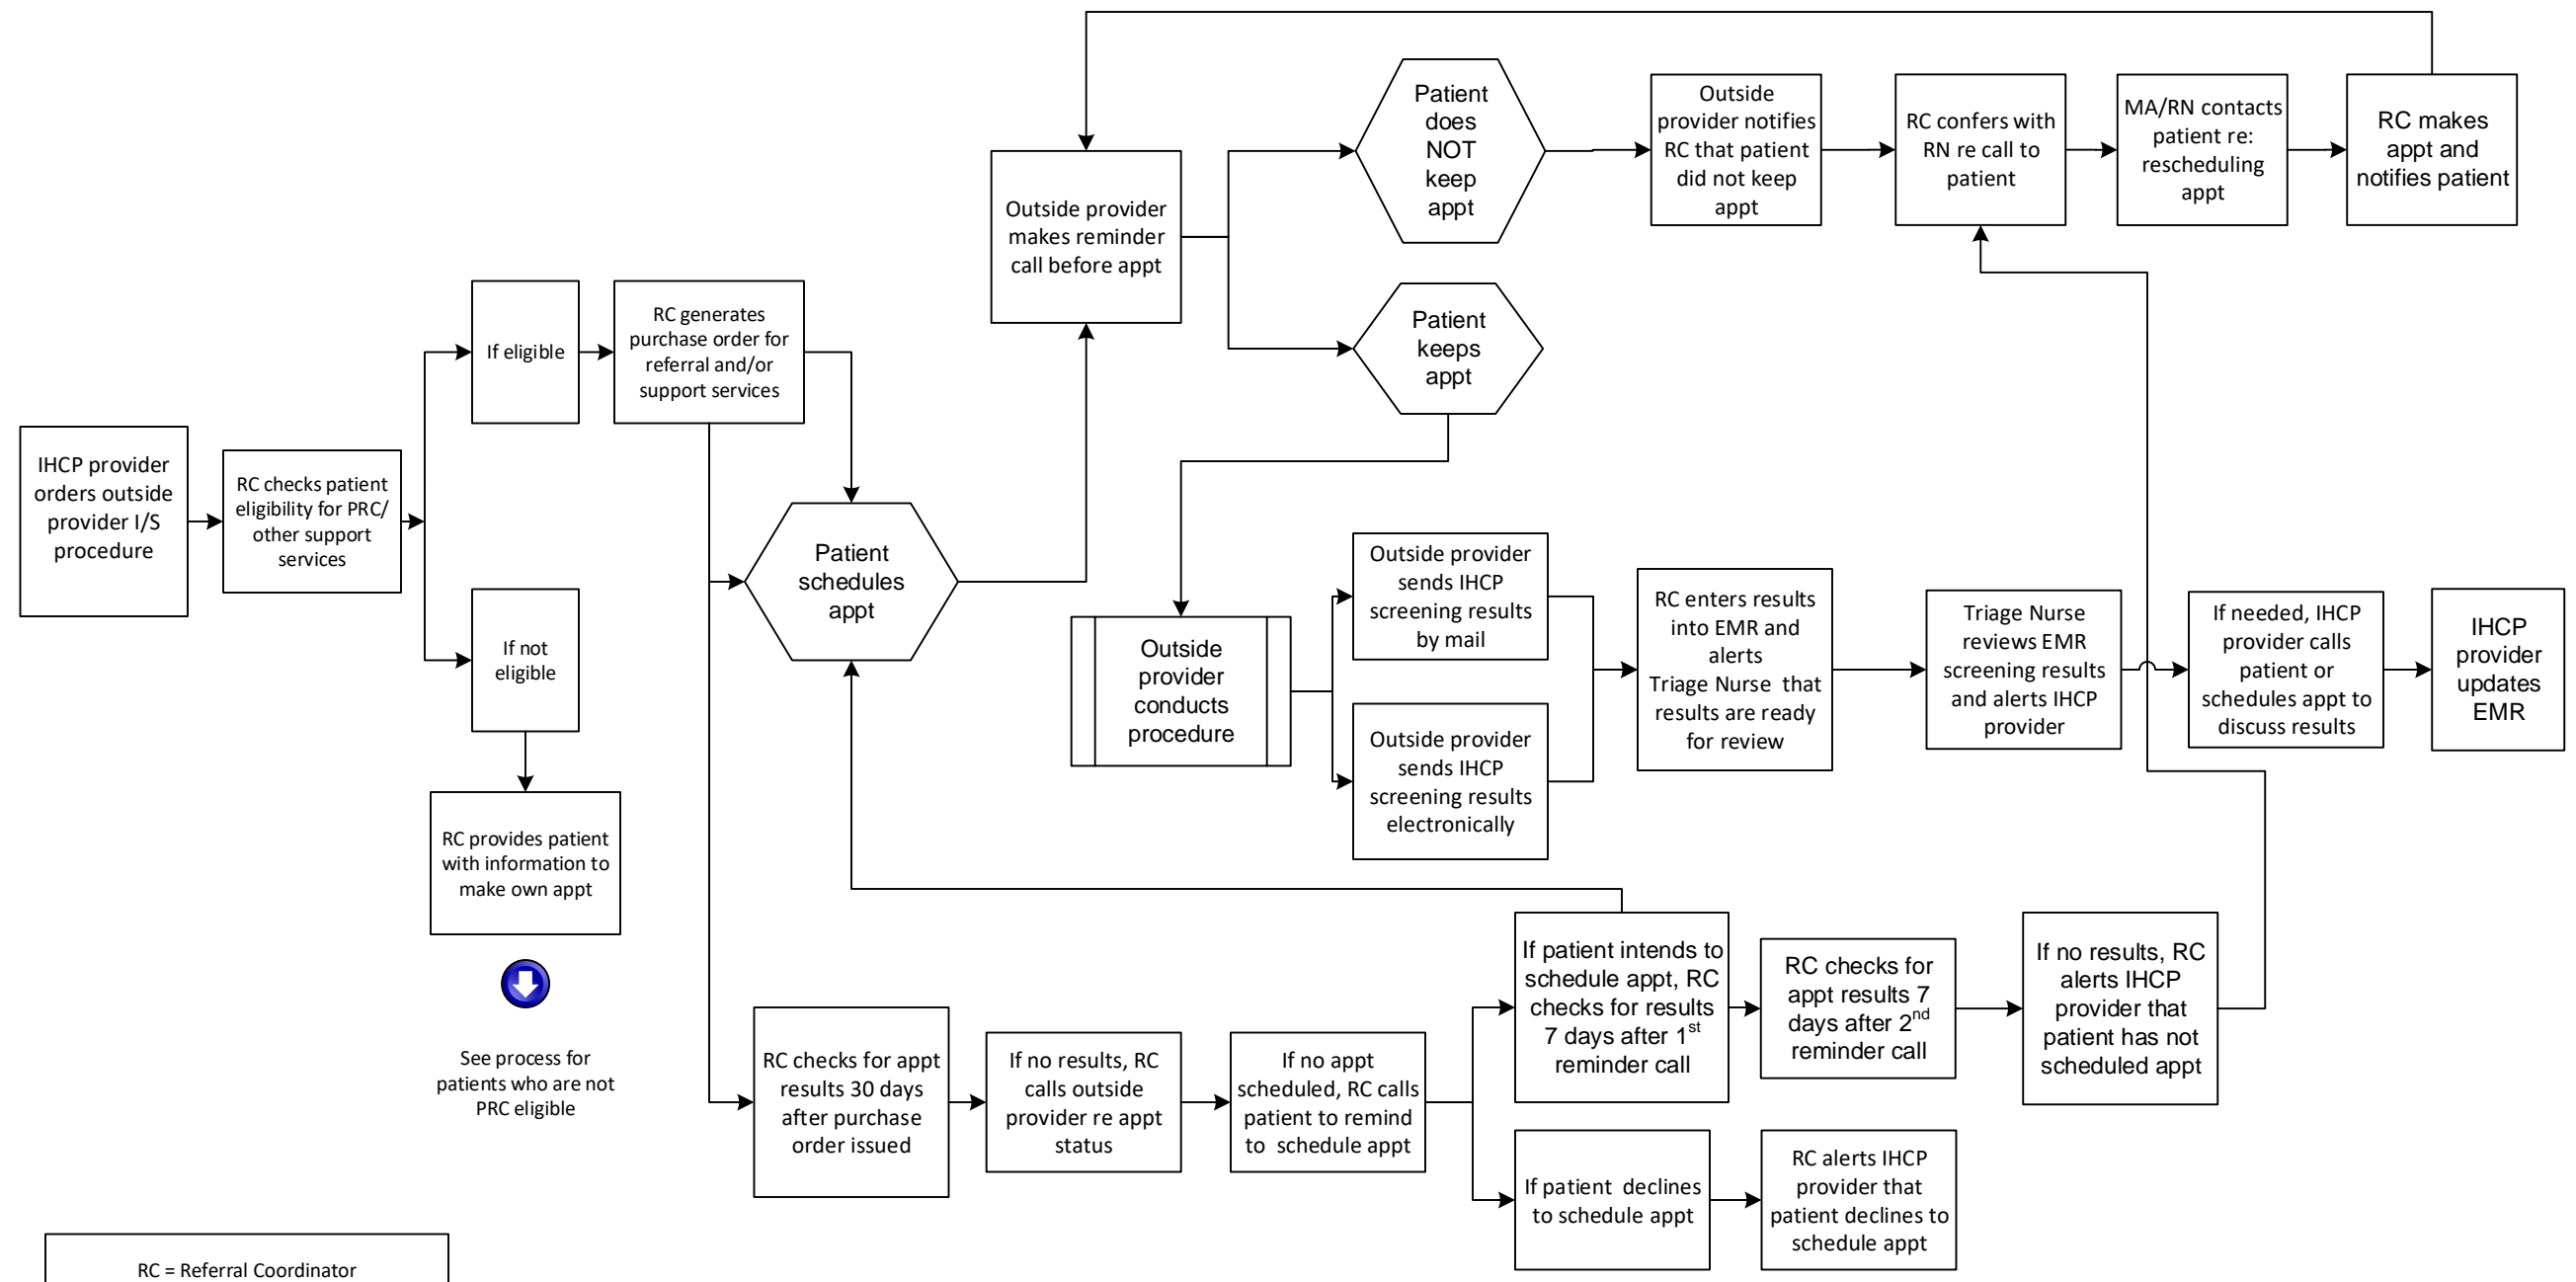 Patient
does
NOT
keep
appt
Outside
provider notifies
RC that patient
did not keep
appt
RC confers with
RN re call to
patient
MA/RN contacts
patient re:
rescheduling
appt
RC makes
appt and
notifies patient
Outside provider
makes reminder
call before appt
Patient
keeps
appt
If eligible
RC generates
purchase order for
referral and/or
support services
IHCP provider
orders outside
provider I/S
procedure
RC checks patient
eligibility for PRC/
other support
services
Patient
schedules
appt
If not
eligible
RC provides patient
with information to
make own appt
See process for
patients who are not
PRC eligible
Outside
provider
conducts
procedure
Outside provider
sends IHCP
screening results
by mail
Outside provider
sends IHCP
screening results
electronically
RC enters results
into EMR and
alerts
Triage Nurse that
results are ready
for review
Triage Nurse
reviews EMR
screening results
and alerts IHCP
provider
If needed, IHCP
provider calls
patient or
schedules appt to
discuss results
IHCP
provider
updates
EMR
RC checks for appt
results 30 days
after purchase
order issued
If no results, RC
calls outside
provider re appt
status
If no appt
scheduled, RC calls
patient to remind
to schedule appt
If patient intends to
schedule appt, RC
checks for results
7 days after 1st
reminder call
RC checks for
appt results 7
days after 2nd
reminder call
If no results, RC
alerts IHCP
provider that
patient has not
scheduled appt
If patient declines
to schedule appt
RC alerts IHCP
provider that
patient declines to
schedule appt
RC = Referral Coordinator